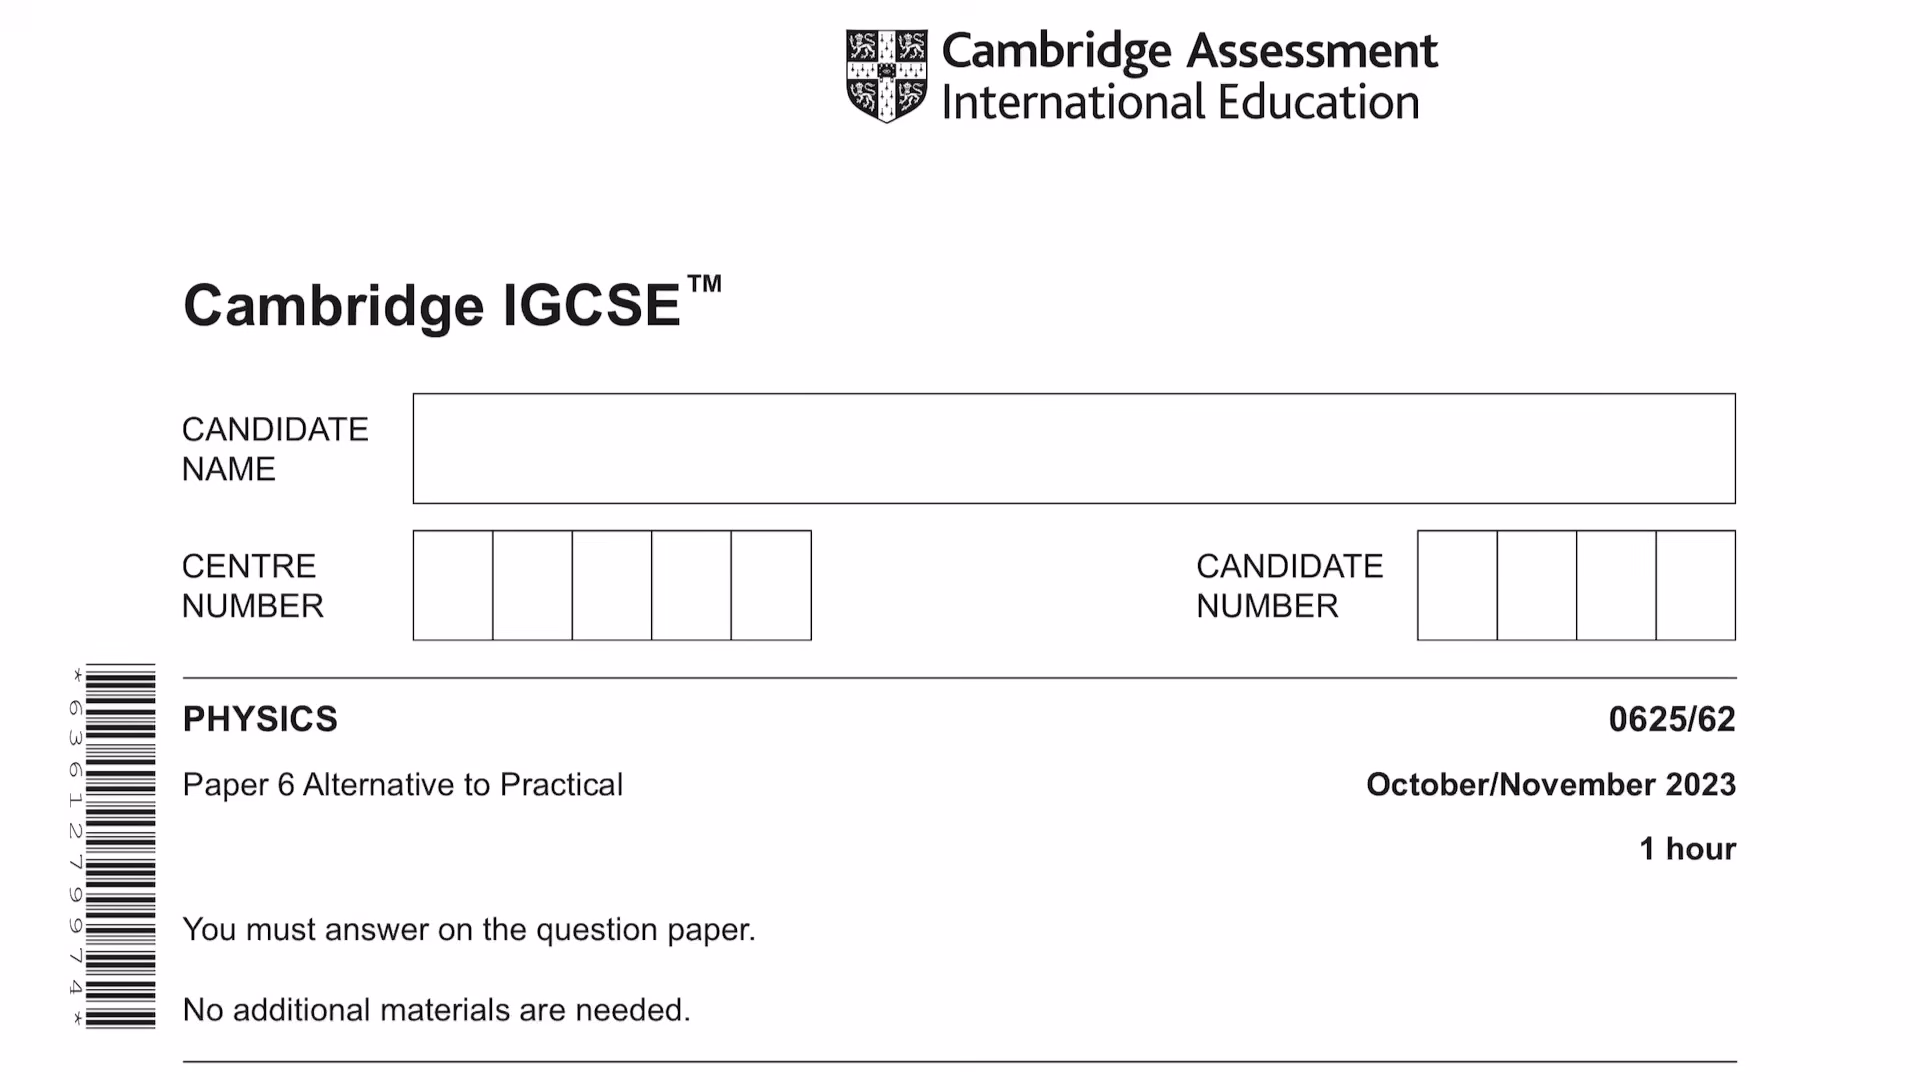 Cambridge Assessment
International Education
Cambridge IGCSE™
CANDIDATE
NAME
CENTRE
NUMBER
CANDIDATE
NUMBER
PHYSICS
0625/62
Paper 6 Alternative to Practical
October/November 2023
1 hour
You must answer on the question paper.
No additional materials are needed.
*6361279974*